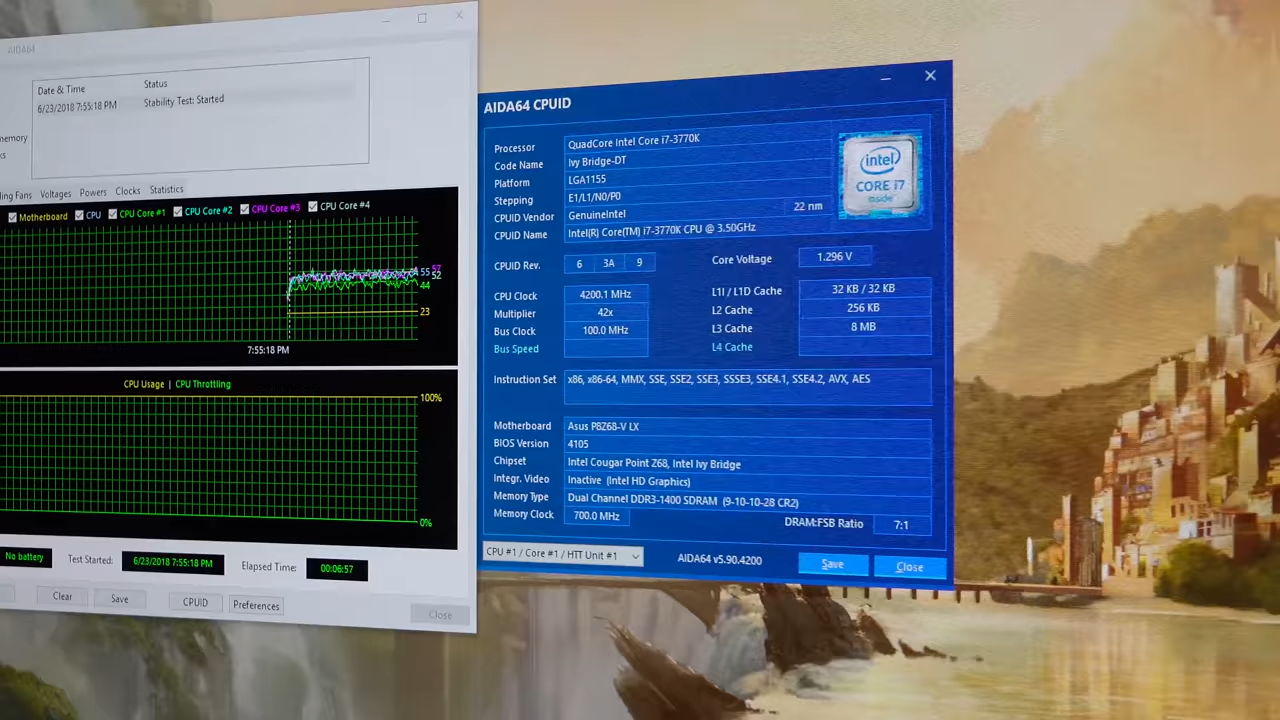 AIDA64
Date & Time Status
6/23/2018 7:55:18 PM Stability Test: Started
Fans Voltages Powers Clocks Statistics
Motherboard CPU CPU Core #1 CPU Core #2 CPU Core #3 CPU Core #4
57
55 52
44
23
7:55:18 PM
CPU Usage | CPU Throttling
100%
0%
No battery Test Started: 6/23/2018 7:55:18 PM Elapsed Time: 00:06:57
Clear Save CPUID Preferences Close
AIDA64 CPUID
Processor QuadCore Intel Core i7-3770K
Code Name Ivy Bridge-DT
Platform LGA1155
Stepping E1/L1/N0/P0 22 nm
CPUID Vendor GenuineIntel
CPUID Name Intel(R) Core(TM) i7-3770K CPU @ 3.50GHz
intel
CORE i7
inside
CPUID Rev. 6 3A 9 Core Voltage 1.296 V
CPU Clock 4200.1 MHz L1I / L1D Cache 32 KB / 32 KB
Multiplier 42x L2 Cache 256 KB
Bus Clock 100.0 MHz L3 Cache 8 MB
Bus Speed L4 Cache
Instruction Set x86, x86-64, MMX, SSE, SSE2, SSE3, SSSE3, SSE4.1, SSE4.2, AVX, AES
Motherboard Asus P8Z68-V LX
BIOS Version 4105
Chipset Intel Cougar Point Z68, Intel Ivy Bridge
Integr. Video Inactive (Intel HD Graphics)
Memory Type Dual Channel DDR3-1400 SDRAM (9-10-10-28 CR2)
Memory Clock 700.0 MHz DRAM:FSB Ratio 7:1
CPU #1 / Core #1 / HTT Unit #1 AIDA64 v5.90.4200 Save Close